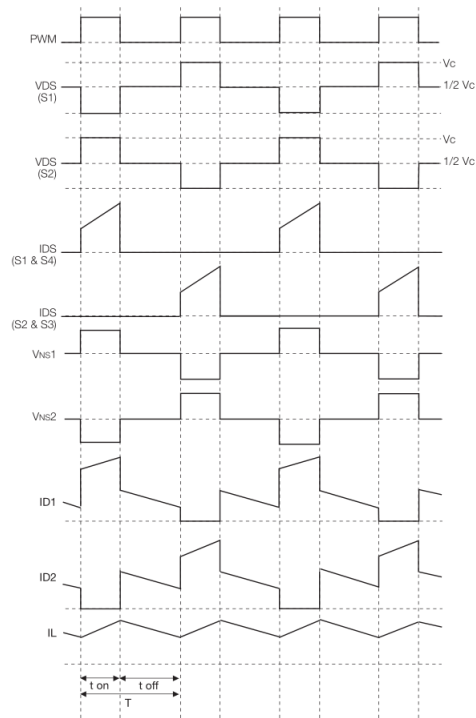 PWM
Vc
VDS
(S1)
1/2 Vc
Vc
VDS
(S2)
1/2 Vc
IDS
(S1 & S4)
IDS
(S2 & S3)
VNS1
VNS2
ID1
ID2
IL
t on
t off
T